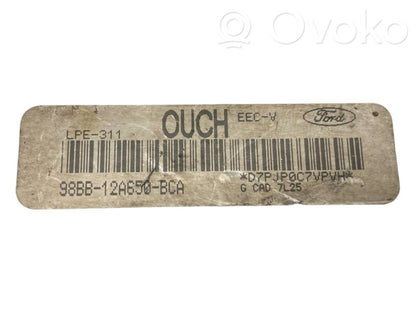 Ovoko
OUCH EEC-V Ford
LPE-311
98BB-12A650-BCA *D7PJP0C7VPVH*
G CAD 7L25